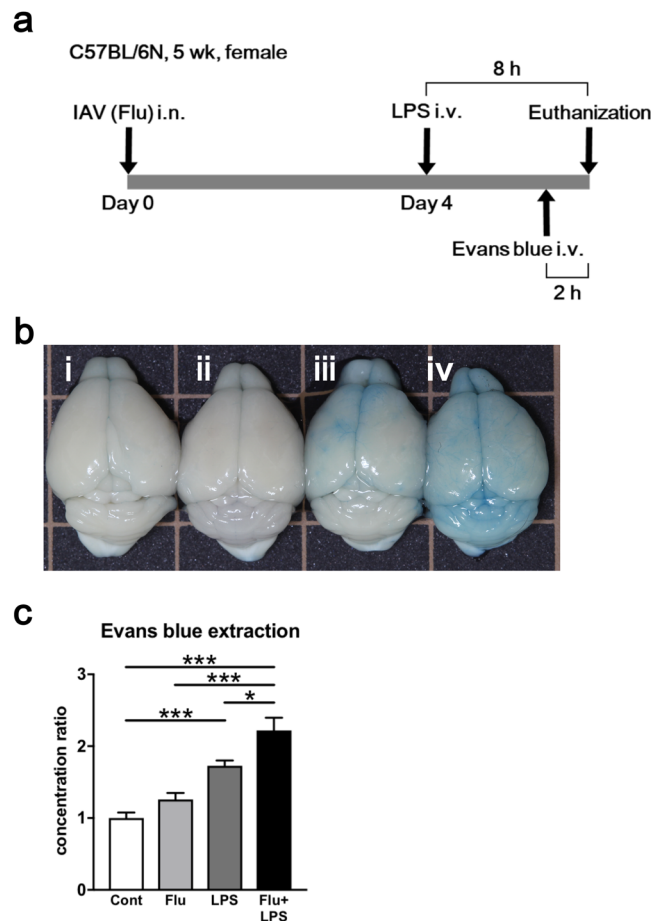 a
C57BL/6N, 5 wk, female
8 h
IAV (Flu) i.n.
LPS i.v.
Euthanization
Day 0
Day 4
Evans blue i.v.
2 h
b
i
ii
iii
iv
c
Evans blue extraction
***
***
*
***
3
2
1
0
concentration ratio
Cont
Flu
LPS
Flu+
LPS